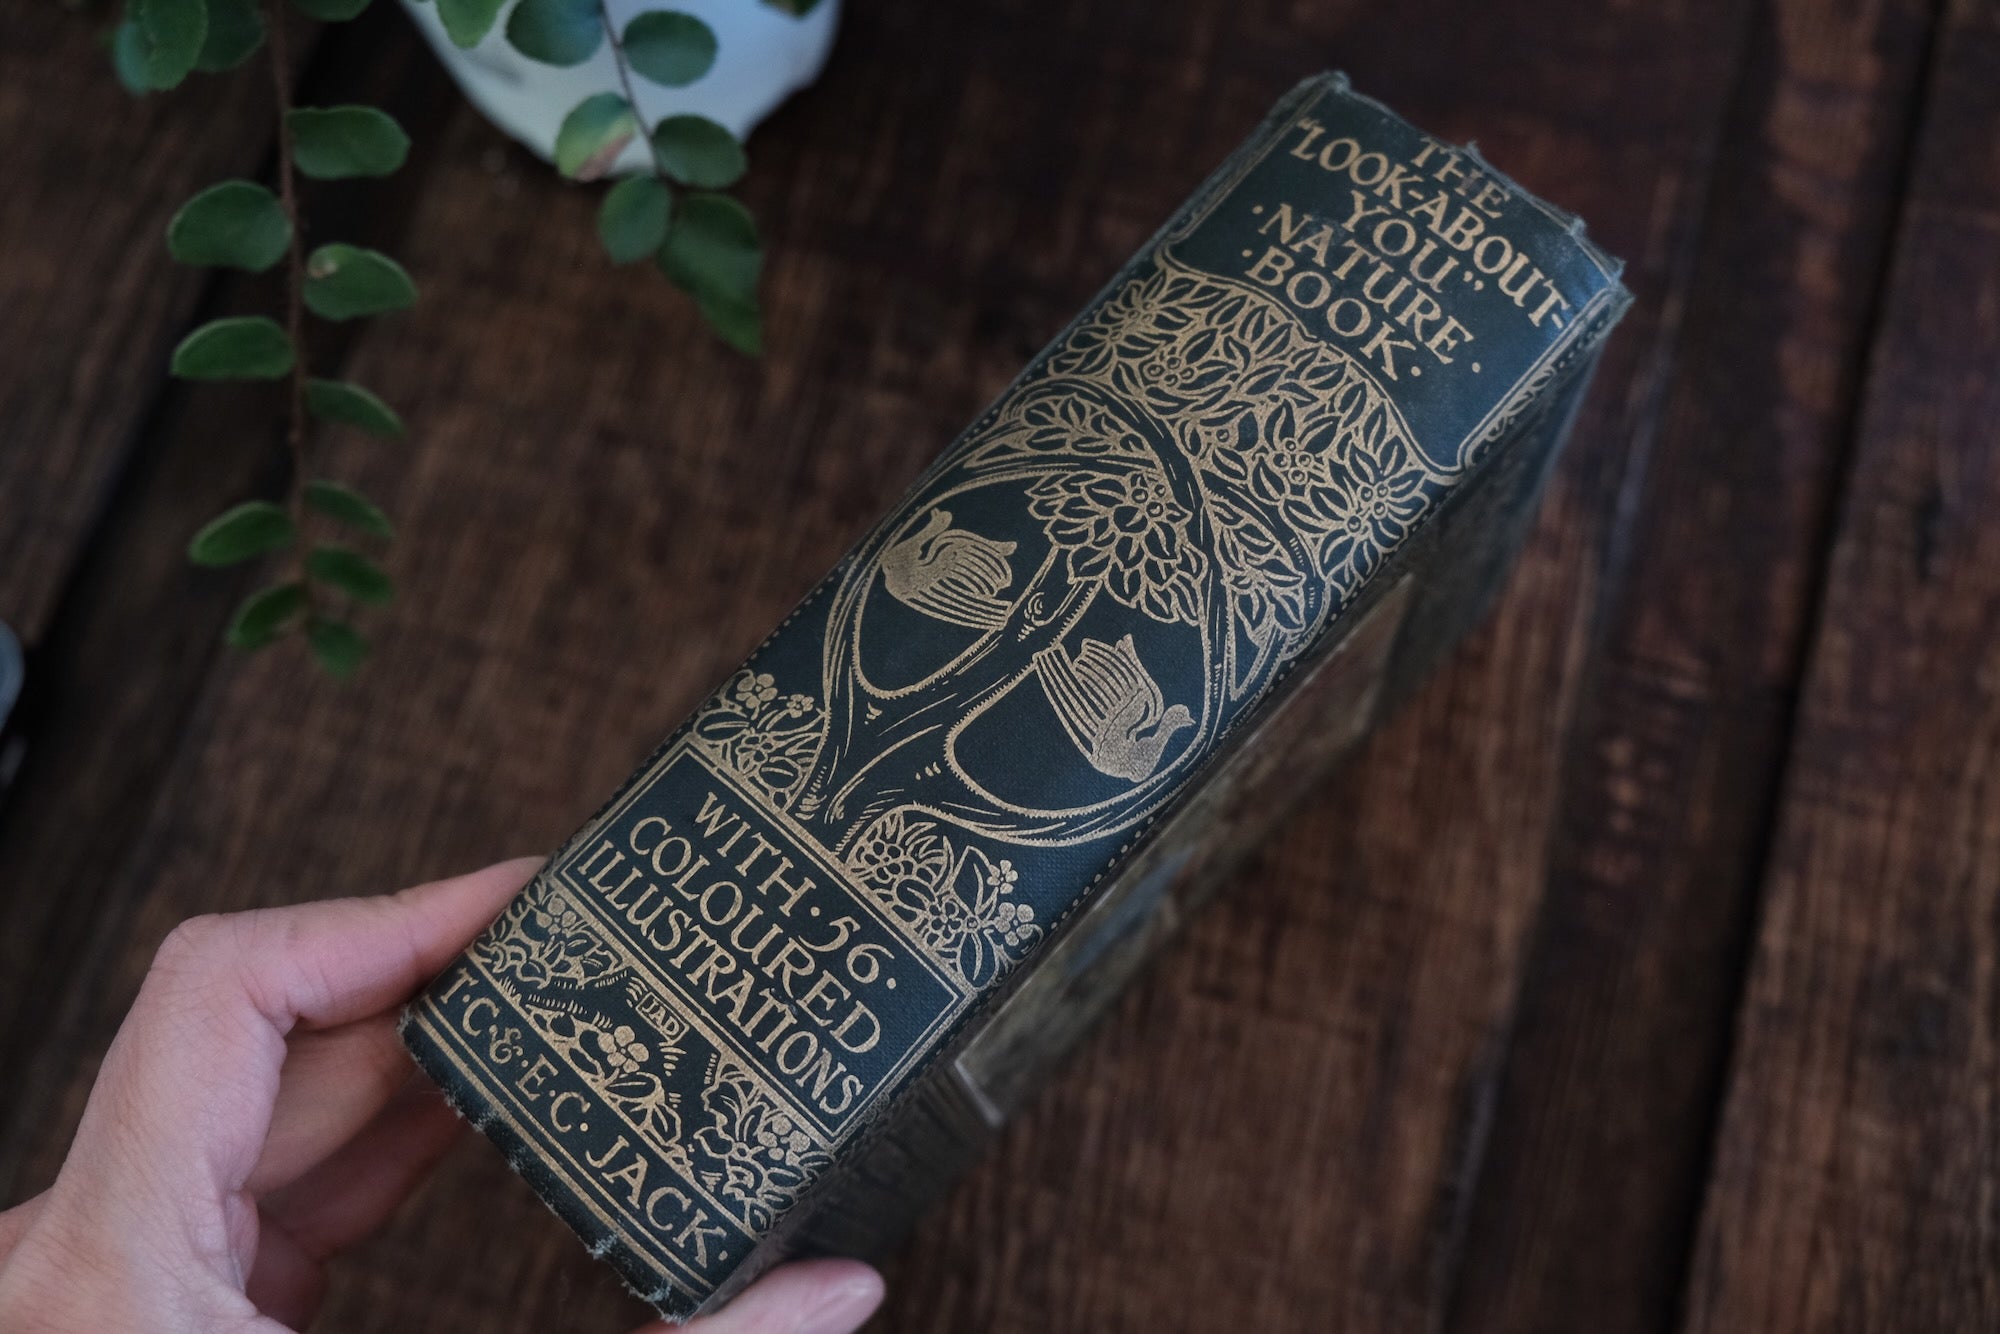 THE
"LOOK-ABOUT-
YOU"
·NATURE·
·BOOK·
WITH·56·
COLOURED
ILLUSTRATIONS
JAD
T·C·&·E·C·JACK·